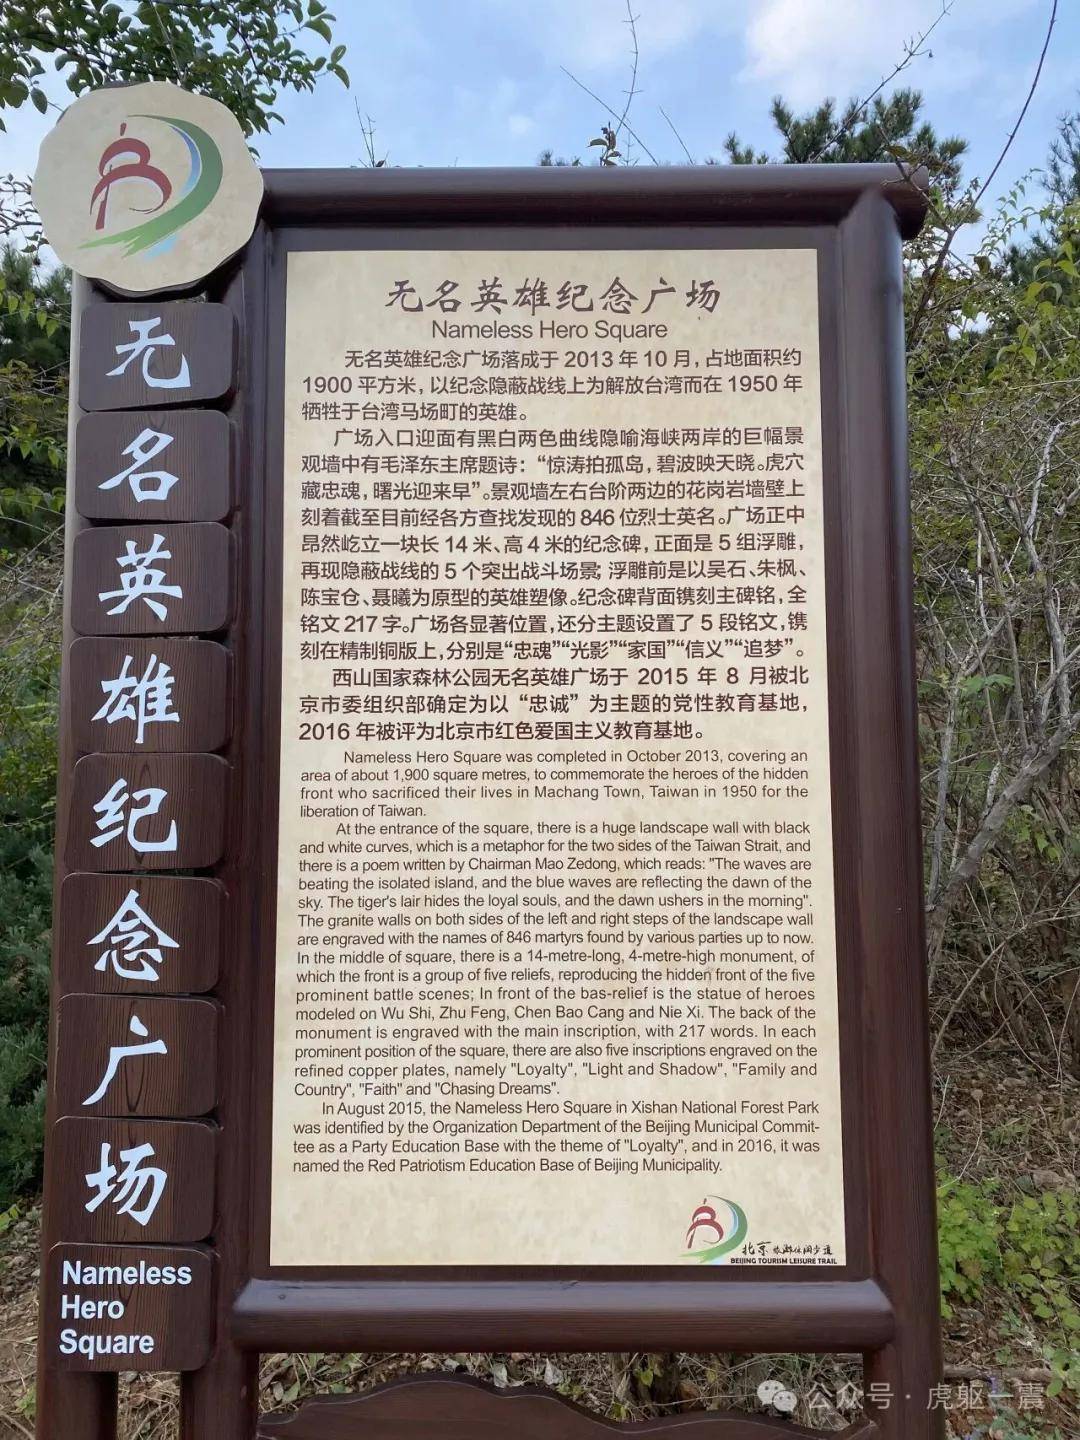 无名英雄纪念广场
Nameless
Hero
Square
无名英雄纪念广场
Nameless Hero Square
无名英雄纪念广场落成于 2013 年 10 月，占地面积约
1900 平方米，以纪念隐蔽战线上为解放台湾而在 1950 年
牺牲于台湾马场町的英雄。
广场入口迎面有黑白两色曲线隐喻海峡两岸的巨幅景
观墙中有毛泽东主席题诗：“惊涛拍孤岛，碧波映天晓。虎穴
藏忠魂，曙光迎来早”。景观墙左右台阶两边的花岗岩墙壁上
刻着截至目前经各方查找发现的 846 位烈士英名。广场正中
昂然屹立一块长 14 米、高 4 米的纪念碑，正面是 5 组浮雕，
再现隐蔽战线的 5 个突出战斗场景；浮雕前是以吴石、朱枫、
陈宝仓、聂曦为原型的英雄塑像。纪念碑背面镌刻主碑铭，全
铭文 217 字。广场各显著位置，还分主题设置了 5 段铭文，镌
刻在精制铜版上，分别是“忠魂”“光影”“家国”“信义”“追梦”。
西山国家森林公园无名英雄广场于 2015 年 8 月被北
京市委组织部确定为以“忠诚”为主题的党性教育基地，
2016 年被评为北京市红色爱国主义教育基地。
Nameless Hero Square was completed in October 2013, covering an
area of about 1,900 square metres, to commemorate the heroes of the hidden
front who sacrificed their lives in Machang Town, Taiwan in 1950 for the
liberation of Taiwan.
At the entrance of the square, there is a huge landscape wall with black
and white curves, which is a metaphor for the two sides of the Taiwan Strait, and
there is a poem written by Chairman Mao Zedong, which reads: "The waves are
beating the isolated island, and the blue waves are reflecting the dawn of the
sky. The tiger's lair hides the loyal souls, and the dawn ushers in the morning".
The granite walls on both sides of the left and right steps of the landscape wall
are engraved with the names of 846 martyrs found by various parties up to now.
In the middle of square, there is a 14-metre-long, 4-metre-high monument, of
which the front is a group of five reliefs, reproducing the hidden front of the five
prominent battle scenes; In front of the bas-relief is the statue of heroes
modeled on Wu Shi, Zhu Feng, Chen Bao Cang and Nie Xi. The back of the
monument is engraved with the main inscription, with 217 words. In each
prominent position of the square, there are also five inscriptions engraved on the
refined copper plates, namely "Loyalty", "Light and Shadow", "Family and
Country", "Faith" and "Chasing Dreams".
In August 2015, the Nameless Hero Square in Xishan National Forest Park
was identified by the Organization Department of the Beijing Municipal Commit-
tee as a Party Education Base with the theme of "Loyalty", and in 2016, it was
named the Red Patriotism Education Base of Beijing Municipality.
北京旅游休闲步道
BEIJING TOURISM LEISURE TRAIL
公众号 · 虎躯一震